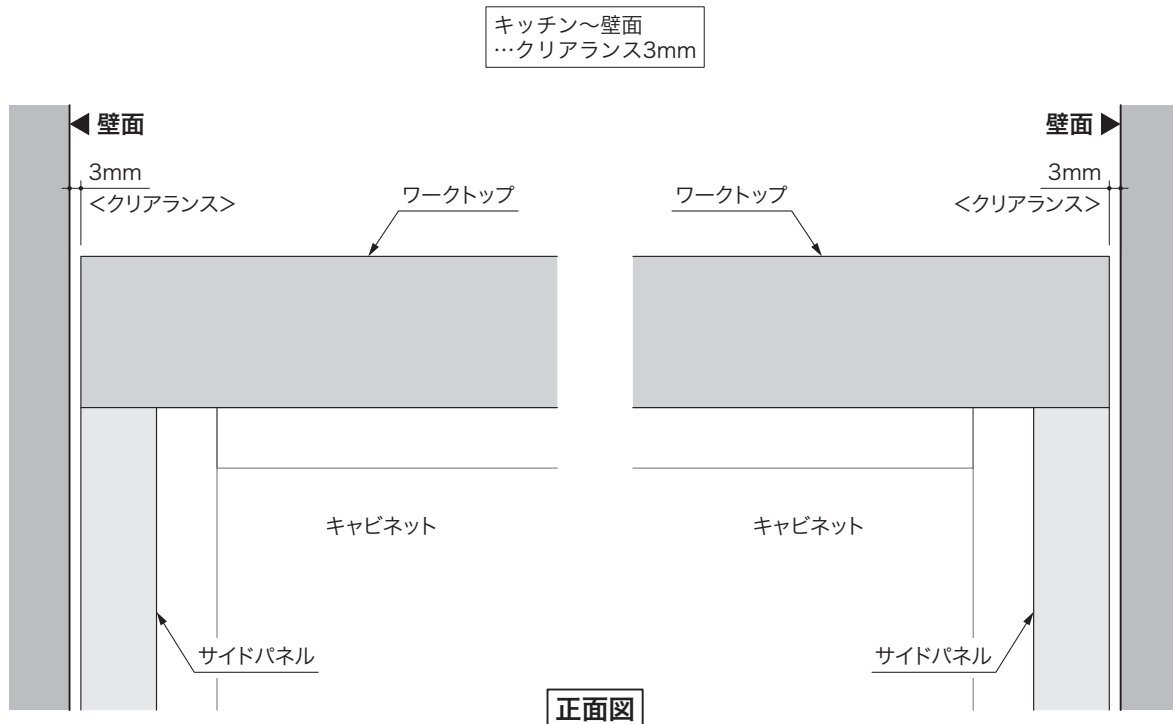 キッチン〜壁面
…クリアランス3mm
壁面
壁面
3mm
<クリアランス>
ワークトップ
ワークトップ
3mm
<クリアランス>
キャビネット
キャビネット
サイドパネル
サイドパネル
正面図